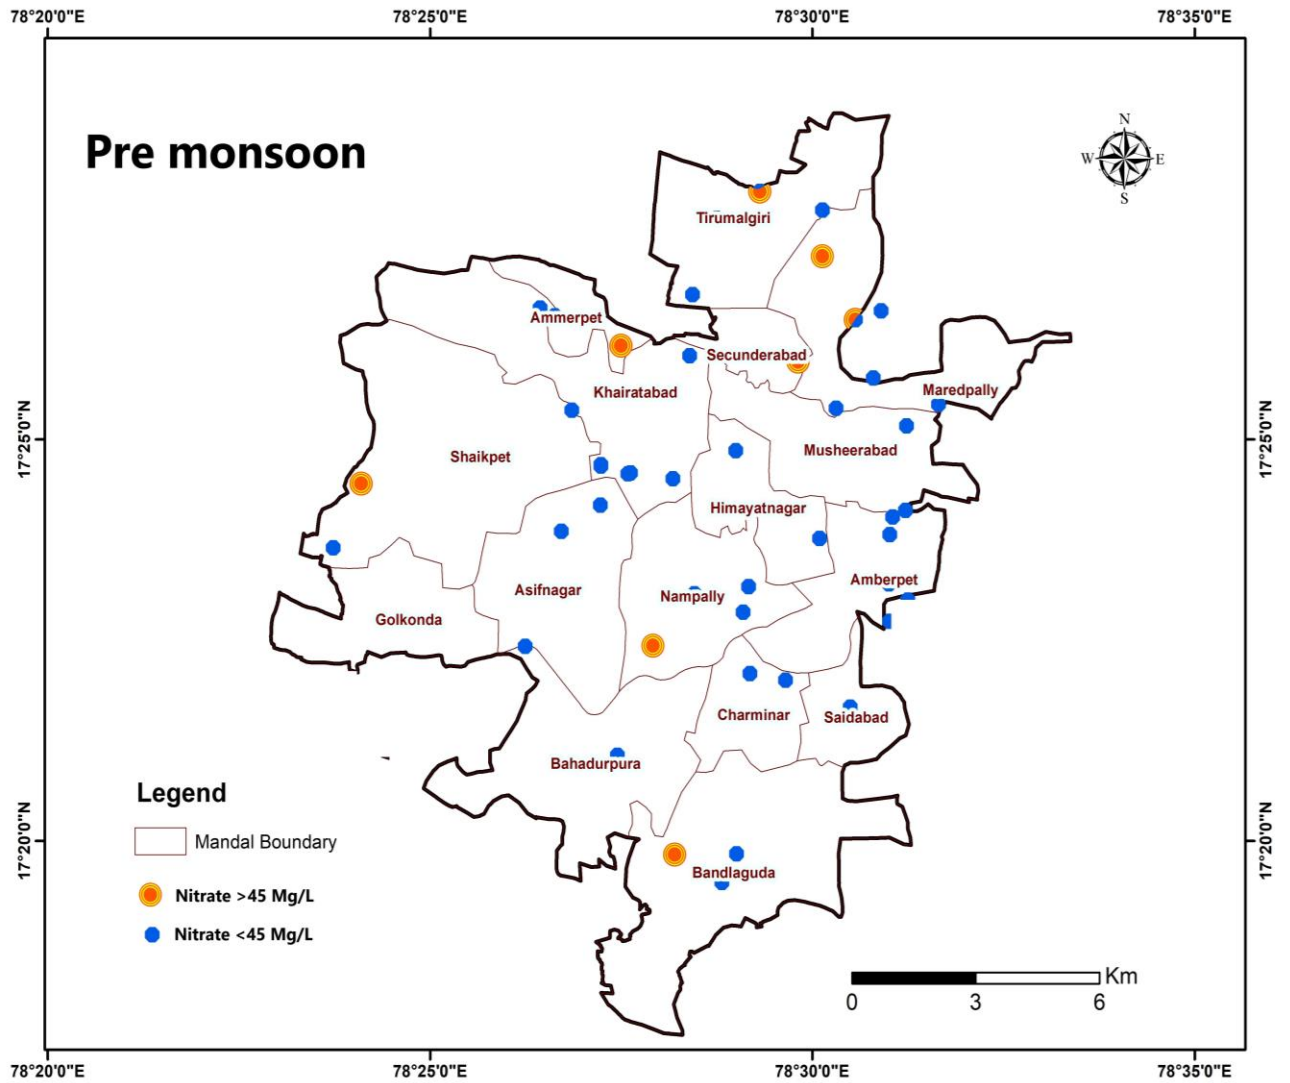 78°20'0"E 78°25'0"E 78°30'0"E 78°35'0"E
Pre monsoon
N
W E
S
Tirumalgiri
Ammerpet
Secunderabad
Khairatabad
Maredpally
17°25'0"N 17°25'0"N
Musheerabad
Shaikpet
Himayatnagar
Amberpet
Asifnagar
Nampally
Golkonda
Charminar
Saidabad
Bahadurpura
Legend
Mandal Boundary
17°20'0"N 17°20'0"N
Bandlaguda
Nitrate >45 Mg/L
Nitrate <45 Mg/L
Km
0 3 6
78°20'0"E 78°25'0"E 78°30'0"E 78°35'0"E